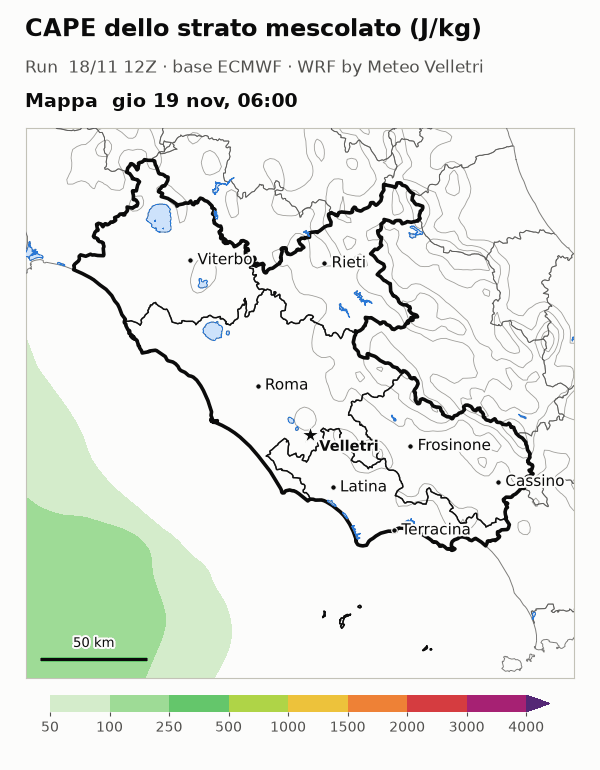 CAPE dello strato mescolato (J/kg)
Run  18/11 12Z · base ECMWF · WRF by Meteo Velletri
Mappa  gio 19 nov, 06:00
Viterbo
Rieti
Roma
Velletri
Frosinone
Cassino
Latina
Terracina
50 km
50 100 250 500 1000 1500 2000 3000 4000